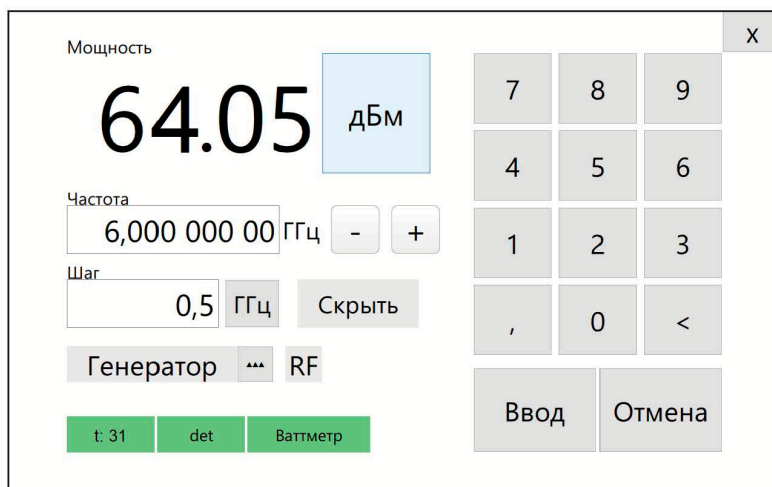 x
Мощность
64.05 дБм
Частота
6,000 000 00 ГГц - +
Шаг
0,5 ГГц Скрыть
Генератор ... RF
t: 31 det Ваттметр
7 8 9
4 5 6
1 2 3
, 0 <
Ввод Отмена